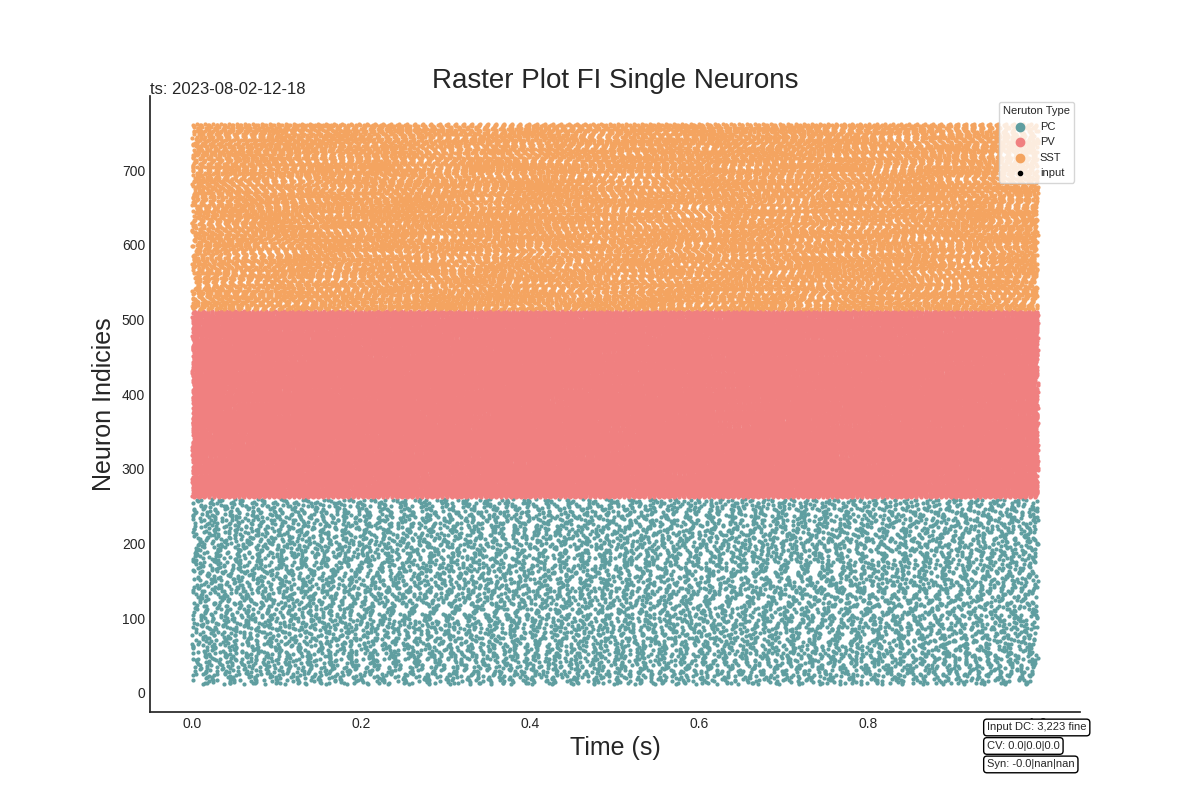 Raster Plot FI Single Neurons
ts: 2023-08-02-12-18
Neruton Type
PC
PV
SST
input
Neuron Indicies
700
600
500
400
300
200
100
0
0.0 0.2 0.4 0.6 0.8
Time (s)
Input DC: 3,223 fine
CV: 0.0|0.0|0.0
Syn: -0.0|nan|nan